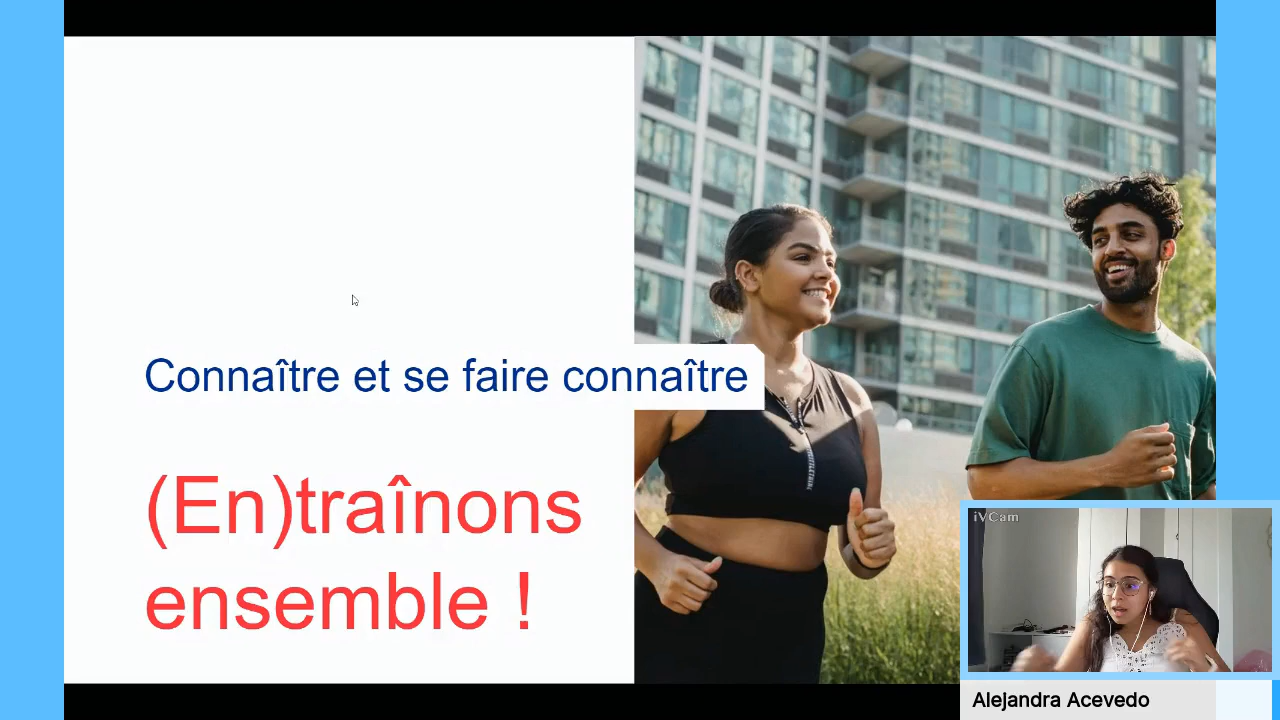 Connaître et se faire connaître
(En)traînons
ensemble !
iVCam
Alejandra Acevedo